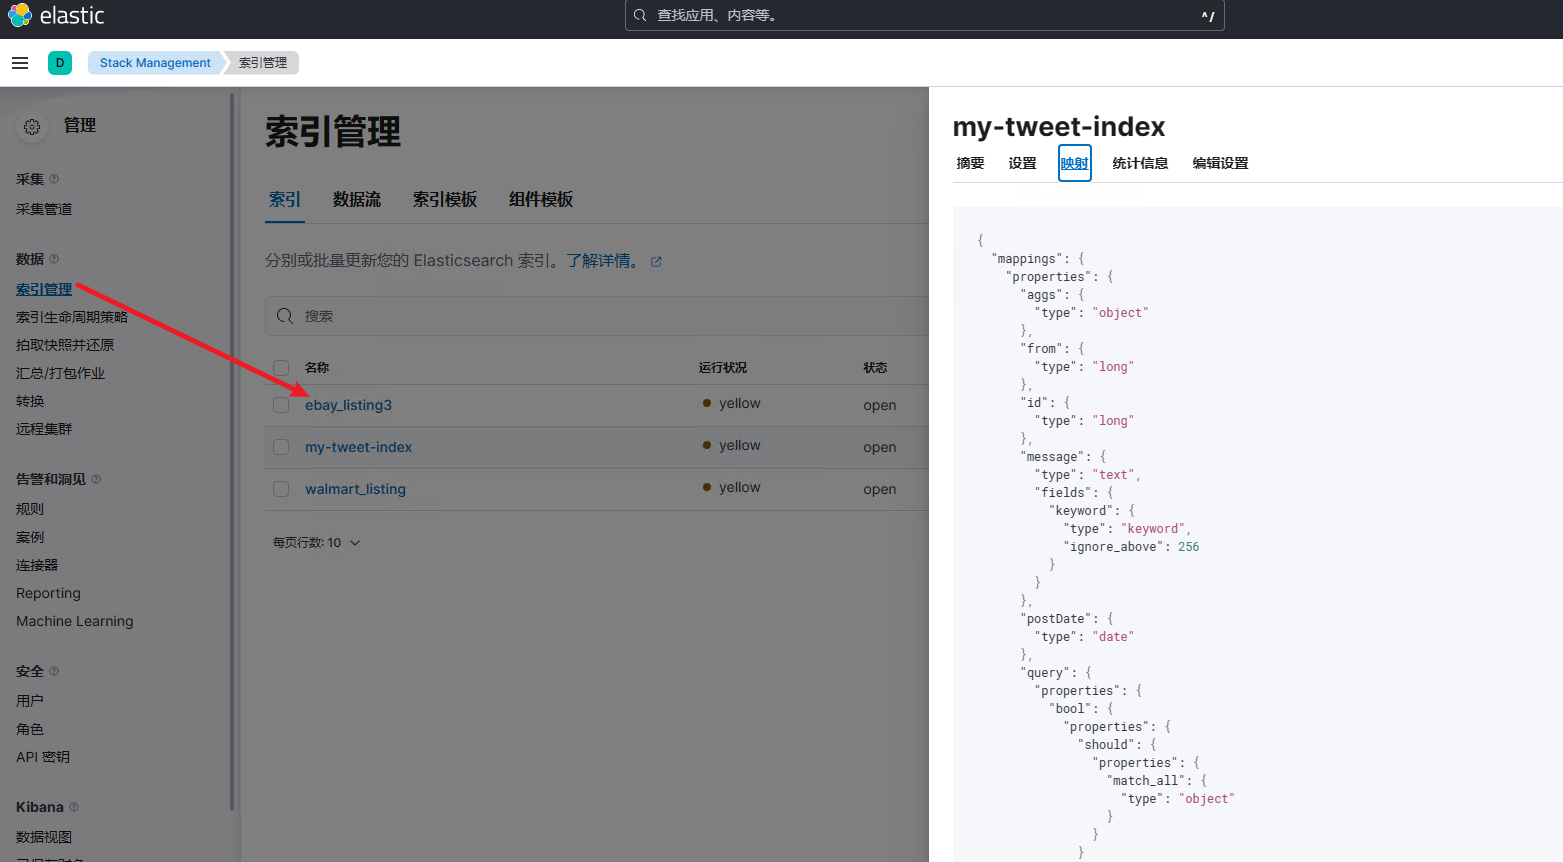 elastic
查找应用、内容等。
^/
D
Stack Management
索引管理
管理
采集
采集管道
数据
索引管理
索引生命周期策略
拍取快照并还原
汇总/打包作业
转换
远程集群
告警和洞见
规则
案例
连接器
Reporting
Machine Learning
安全
用户
角色
API 密钥
Kibana
数据视图
索引管理
索引 数据流 索引模板 组件模板
分别或批量更新您的 Elasticsearch 索引。了解详情。
搜索
名称 运行状况 状态
ebay_listing3 yellow open
my-tweet-index yellow open
walmart_listing yellow open
每页行数: 10
my-tweet-index
摘要 设置 映射 统计信息 编辑设置
{
"mappings": {
"properties": {
"aggs": {
"type": "object"
},
"from": {
"type": "long"
},
"id": {
"type": "long"
},
"message": {
"type": "text",
"fields": {
"keyword": {
"type": "keyword",
"ignore_above": 256
}
}
},
"postDate": {
"type": "date"
},
"query": {
"properties": {
"bool": {
"properties": {
"should": {
"properties": {
"match_all": {
"type": "object"
}
}
}